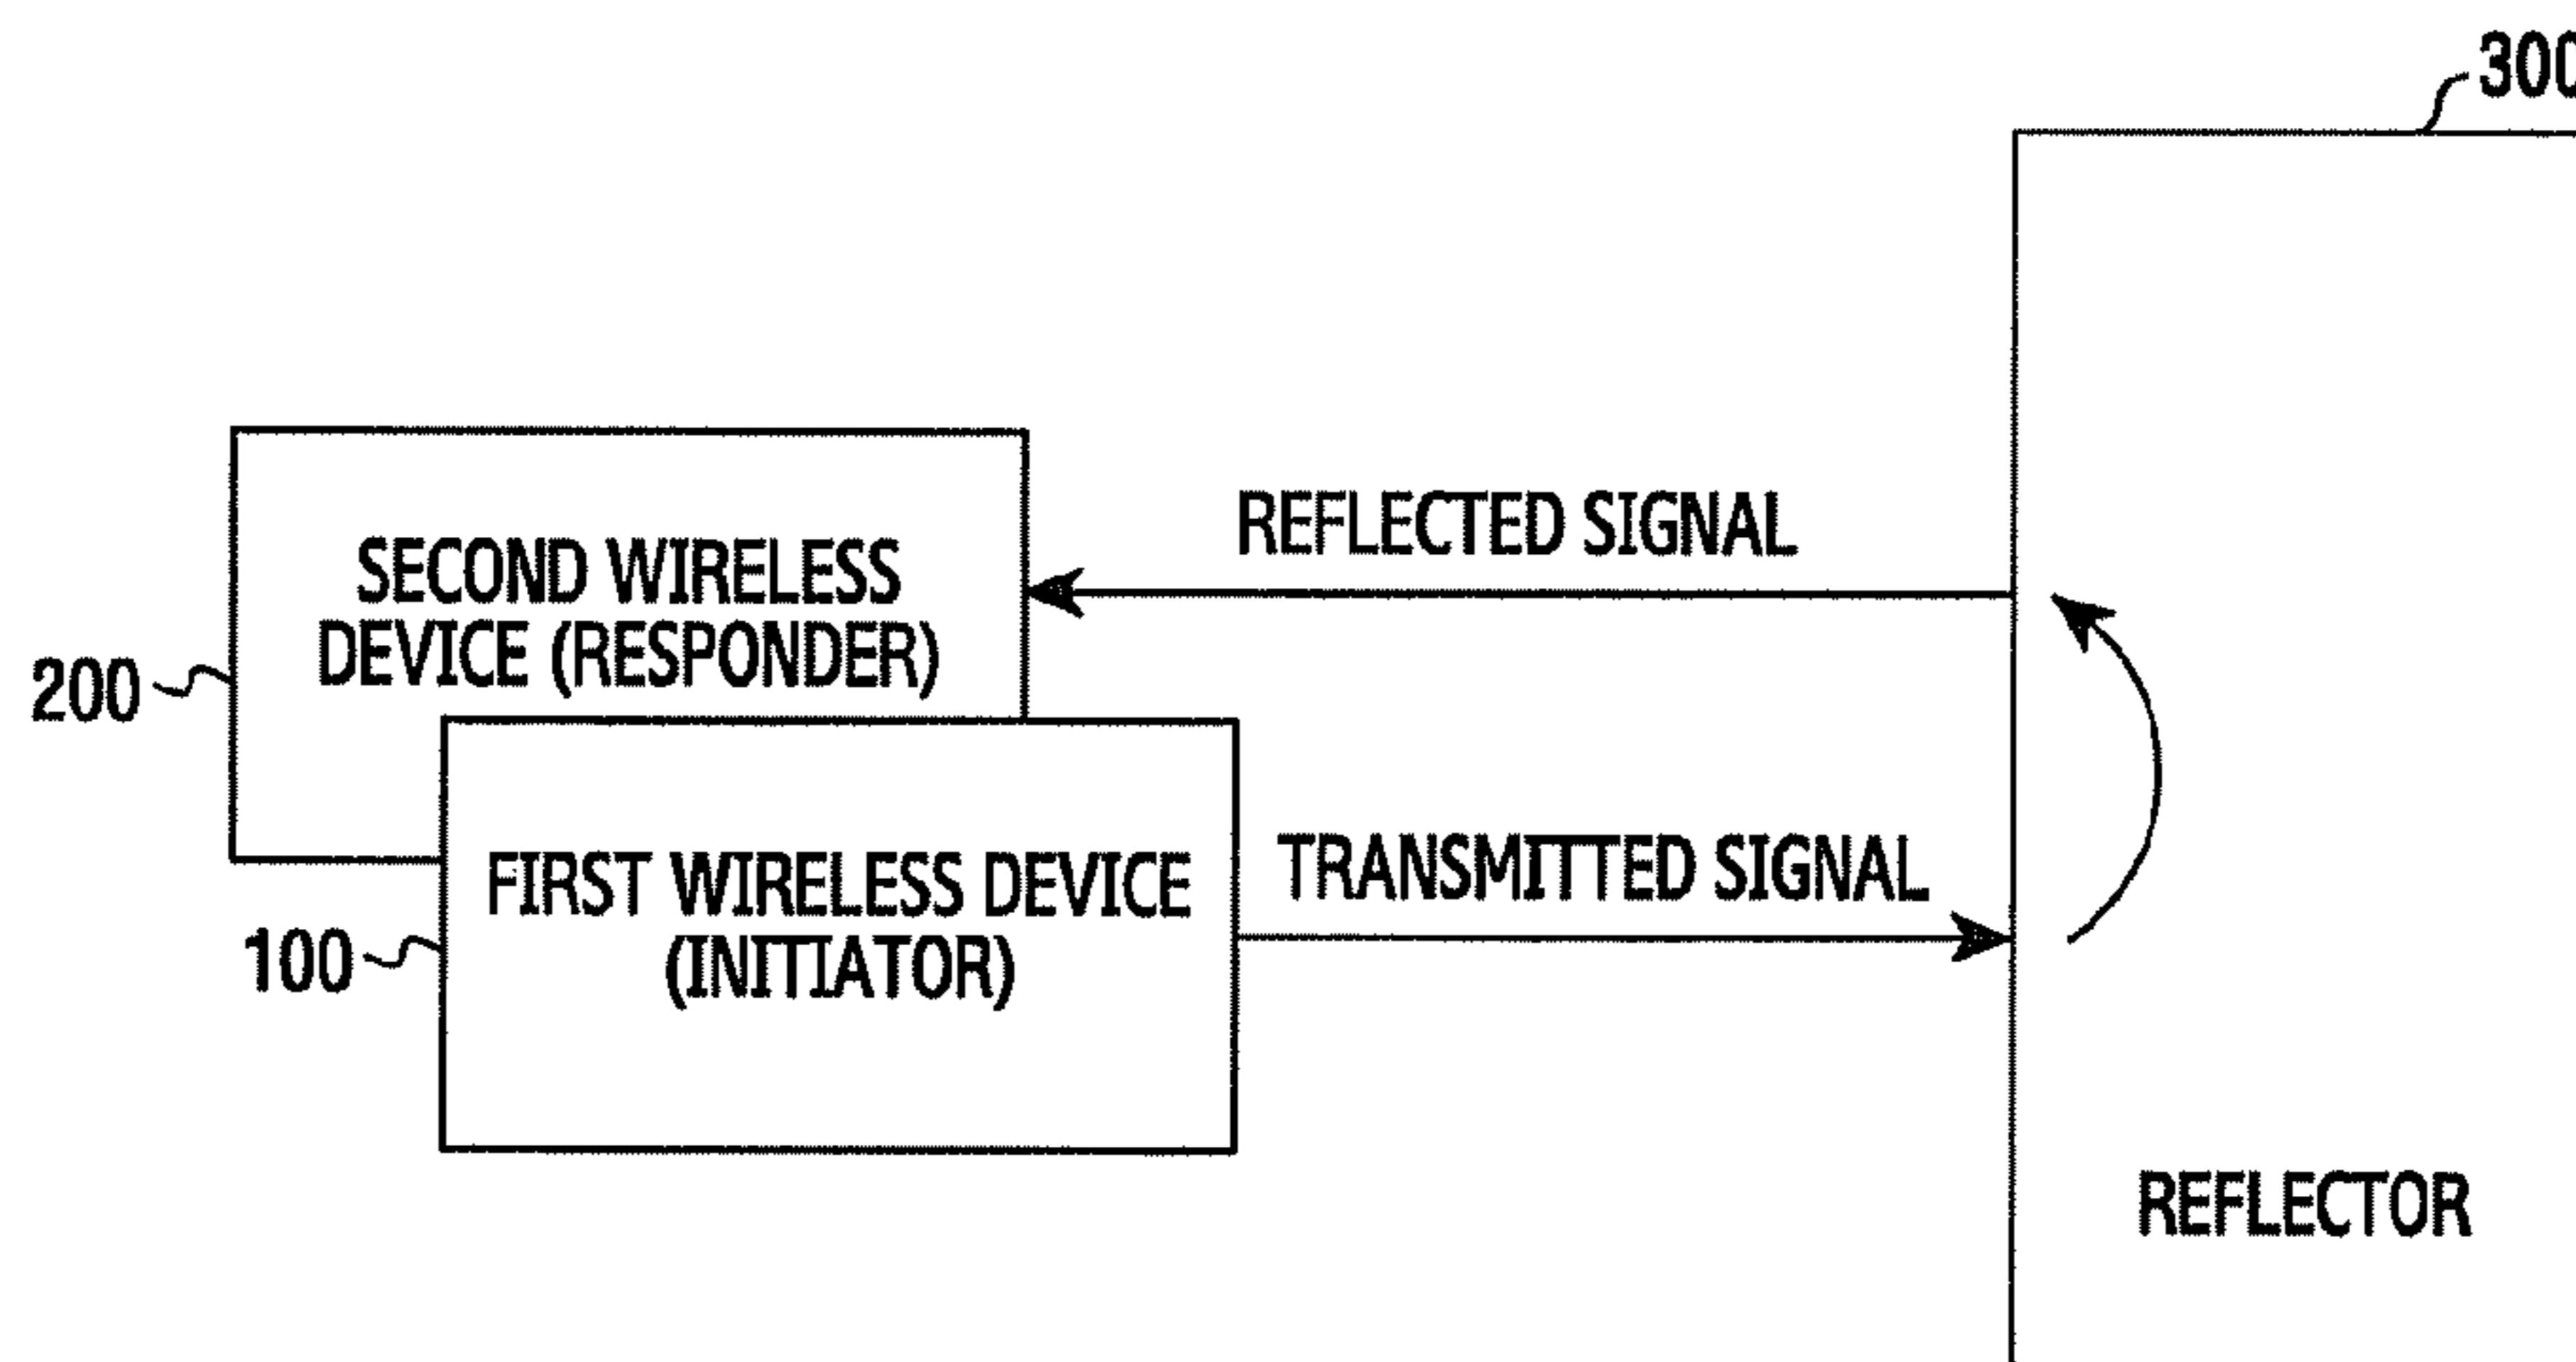 300
REFLECTED SIGNAL
SECOND WIRELESS
DEVICE (RESPONDER)
200
TRANSMITTED SIGNAL
FIRST WIRELESS DEVICE
(INITIATOR)
100
REFLECTOR